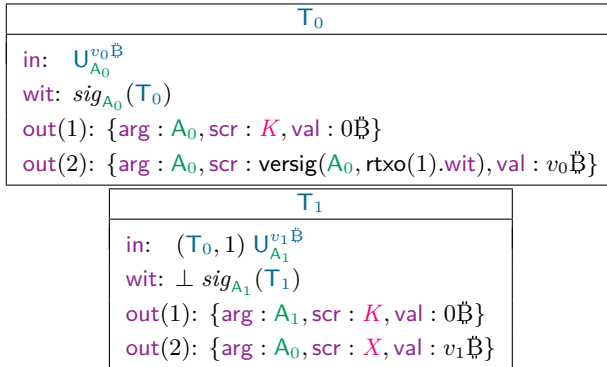 T₀
in: U_{A₀}^{v₀₿}
wit: sig_{A₀}(T₀)
out(1): {arg : A₀, scr : K, val : 0₿}
out(2): {arg : A₀, scr : versig(A₀, rtxo(1).wit), val : v₀₿}
T₁
in: (T₀, 1) U_{A₁}^{v₁₿}
wit: ⊥ sig_{A₁}(T₁)
out(1): {arg : A₁, scr : K, val : 0₿}
out(2): {arg : A₀, scr : X, val : v₁₿}